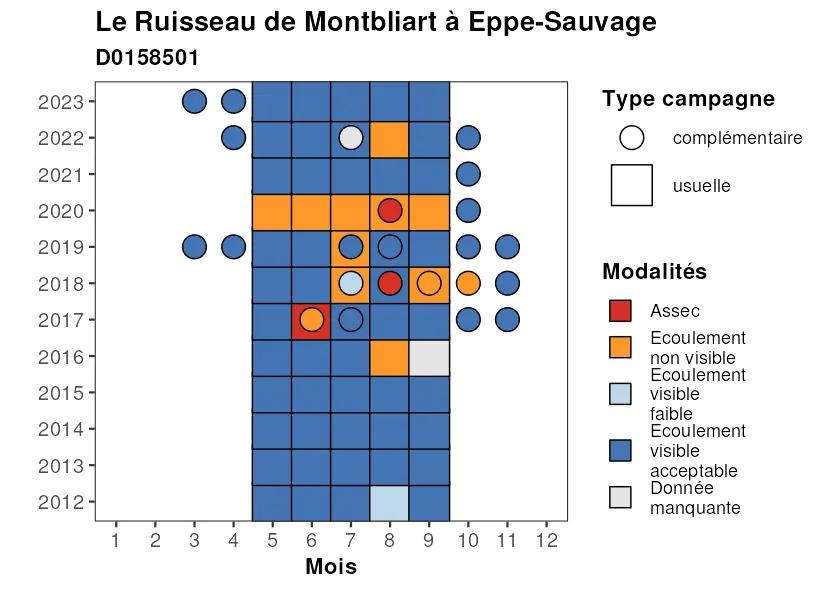 Le Ruisseau de Montbliart à Eppe-Sauvage
D0158501
2023
2022
2021
2020
2019
2018
2017
2016
2015
2014
2013
2012
1 2 3 4 5 6 7 8 9 10 11 12
Mois
Type campagne
complémentaire
usuelle
Modalités
Assec
Ecoulement
non visible
Ecoulement
visible
faible
Ecoulement
visible
acceptable
Donnée
manquante